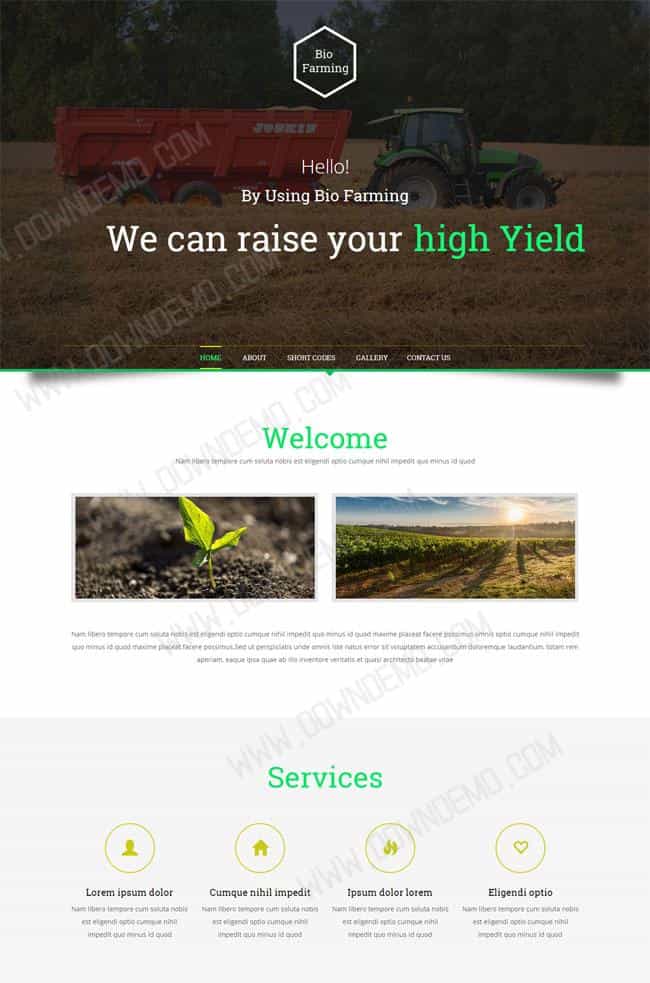 Bio
Farming
JOSKIN
Hello!
By Using Bio Farming
We can raise your high Yield
HOME ABOUT SHORT CODES GALLERY CONTACT US
Welcome
Nam libero tempore cum soluta nobis est eligendi optio cumque nihil impedit quo minus id quod
Nam libero tempore cum soluta nobis est eligendi optio cumque nihil impedit quo minus id quod maxime placeat facere possimus omnis optio cumque nihil impedit
quo minus id quod maxime placeat facere possimus,Sed ut perspiciatis unde omnis iste natus error sit voluptatem accusantium doloremque laudantium, totam rem
aperiam, eaque ipsa quae ab illo inventore veritatis et quasi architecto beatae vitae
Services
Lorem ipsum dolor
Nam libero tempore cum soluta nobis
est eligendi optio cumque nihil
impedit quo minus id quod
Cumque nihil impedit
Nam libero tempore cum soluta nobis
est eligendi optio cumque nihil
impedit quo minus id quod
Ipsum dolor lorem
Nam libero tempore cum soluta nobis
est eligendi optio cumque nihil
impedit quo minus id quod
Eligendi optio
Nam libero tempore cum soluta nobis
est eligendi optio cumque nihil
impedit quo minus id quod
WWW.DOWNDEMO.COM